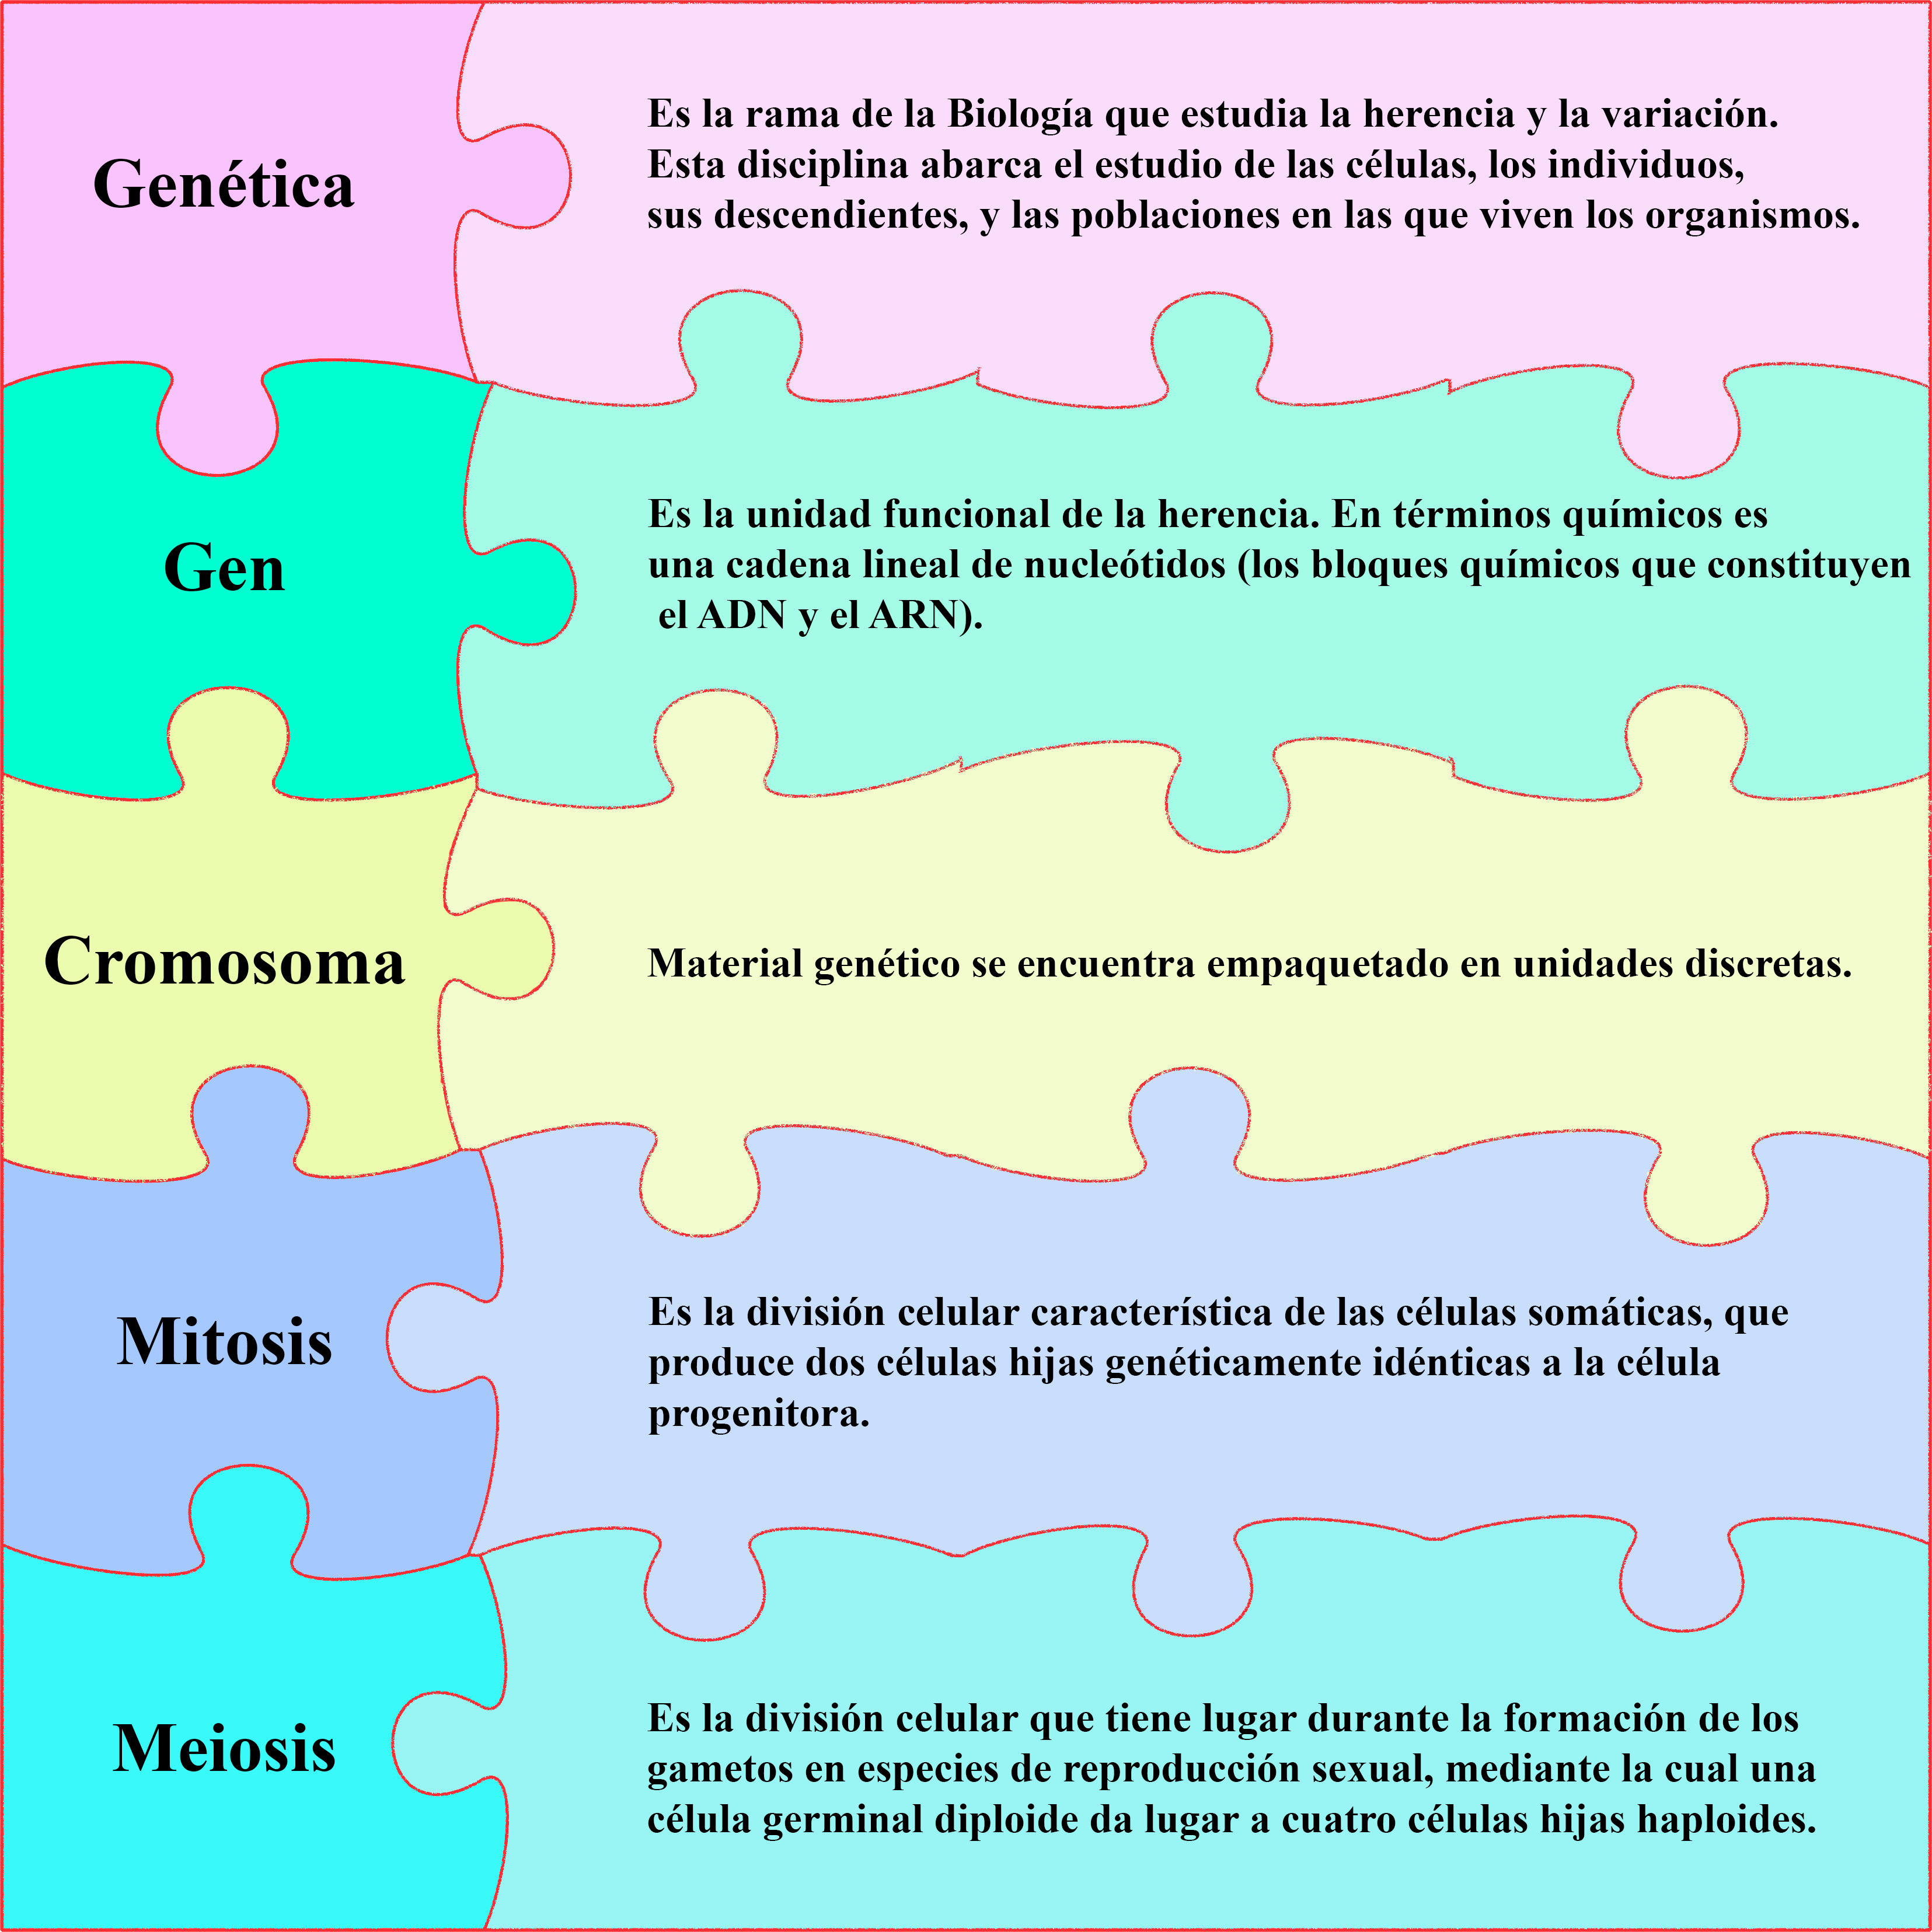 Genética
Es la rama de la Biología que estudia la herencia y la variación.
Esta disciplina abarca el estudio de las células, los individuos,
sus descendientes, y las poblaciones en las que viven los organismos.
Gen
Es la unidad funcional de la herencia. En términos químicos es
una cadena lineal de nucleótidos (los bloques químicos que constituyen
el ADN y el ARN).
Cromosoma
Material genético se encuentra empaquetado en unidades discretas.
Mitosis
Es la división celular característica de las células somáticas, que
produce dos células hijas genéticamente idénticas a la célula
progenitora.
Meiosis
Es la división celular que tiene lugar durante la formación de los
gametos en especies de reproducción sexual, mediante la cual una
célula germinal diploide da lugar a cuatro células hijas haploides.